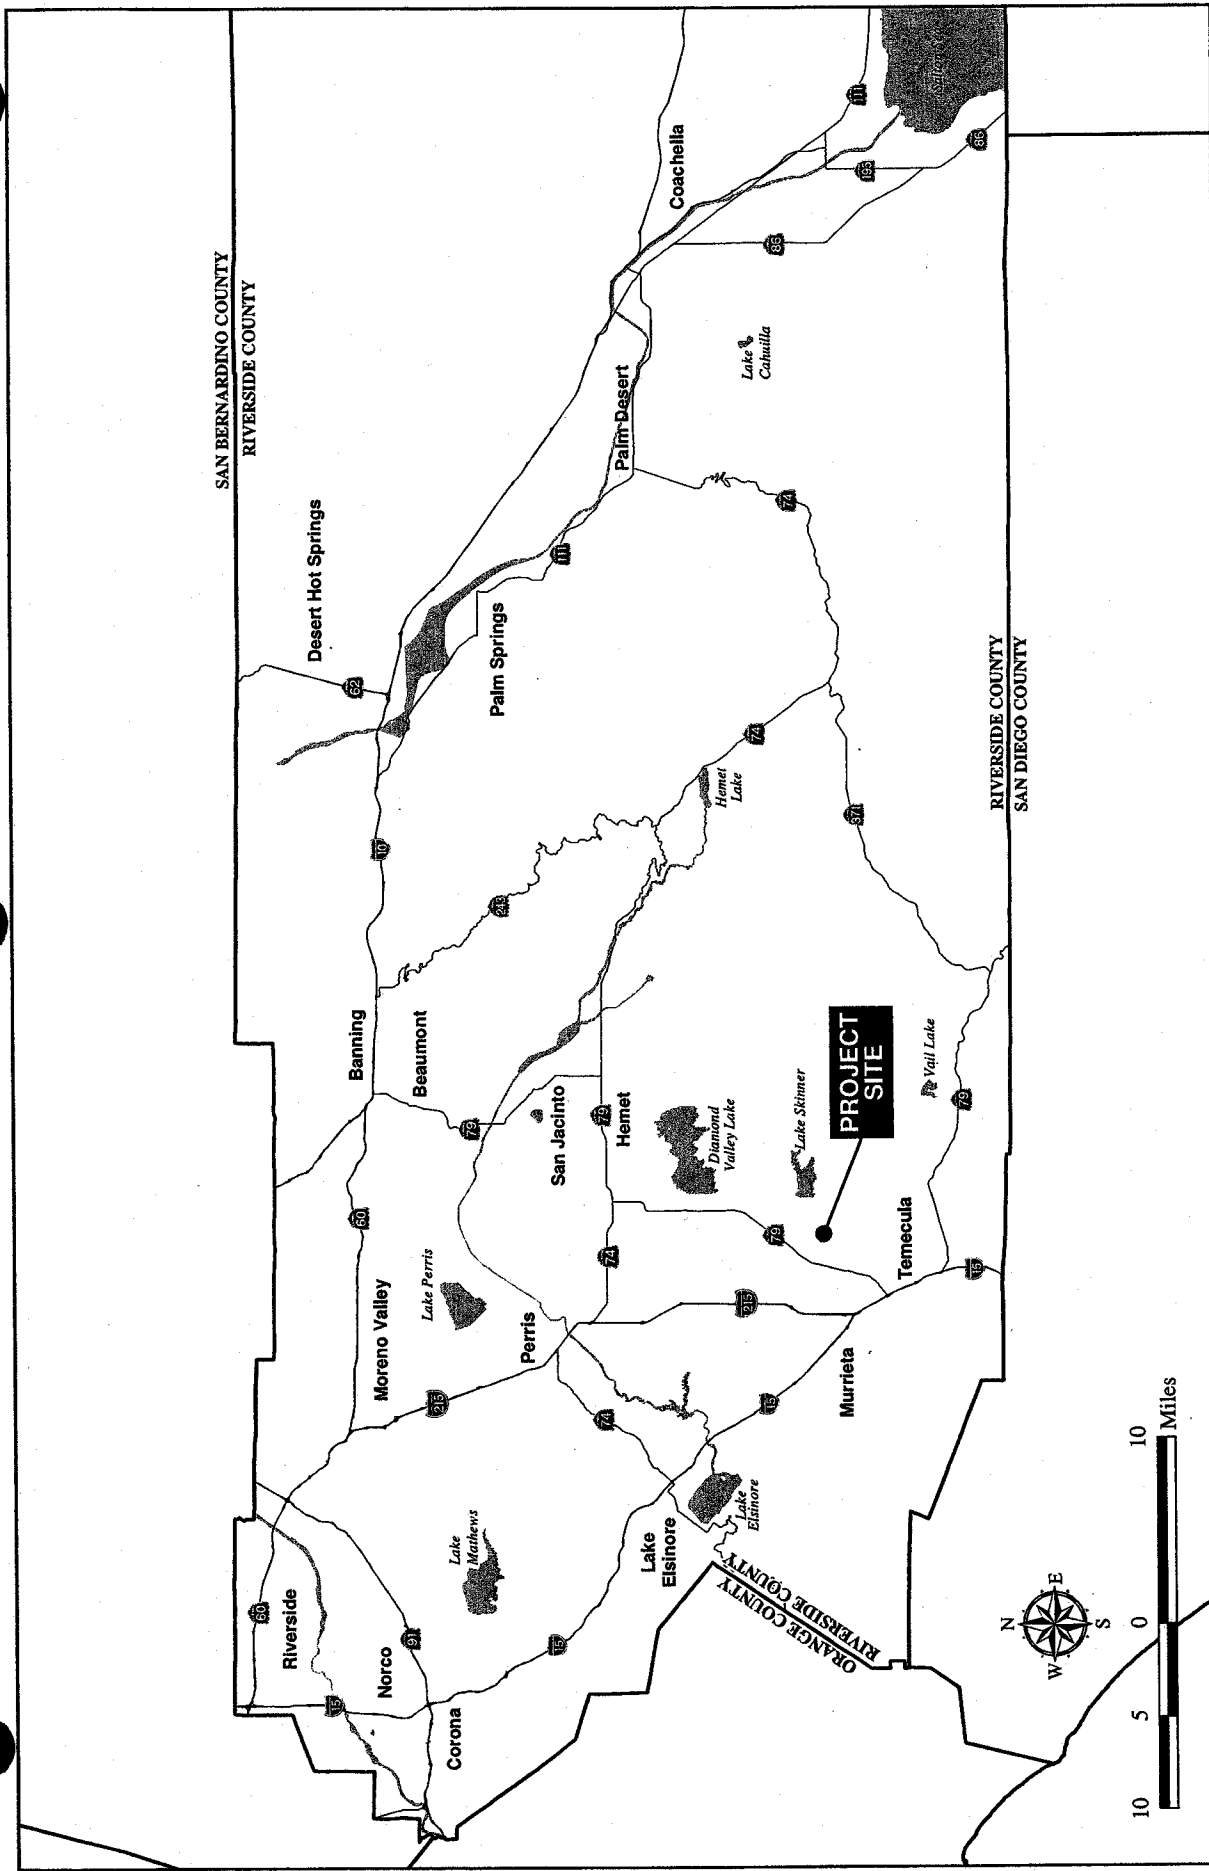 SAN BERNARDINO COUNTY
RIVERSIDE COUNTY
Desert Hot Springs
62
Palm Springs
111
Palm Desert
Coachella
111
195
86
86
Salton Sea
Lake
Cahuilla
74
74
371
Hemet
Lake
10
243
Banning
Beaumont
79
San Jacinto
79
Hemet
Diamond
Valley Lake
Lake Skinner
PROJECT
SITE
Vail Lake
79
Temecula
79
74
15
215
60
Lake Perris
Moreno Valley
Perris
215
74
15
Murrieta
Lake
Mathews
Lake
Elsinore
Lake
Elsinore
60
Riverside
91
Norco
15
15
Corona
ORANGE COUNTY
RIVERSIDE COUNTY
RIVERSIDE COUNTY
SAN DIEGO COUNTY
N
W
E
S
10
5
0
10
Miles